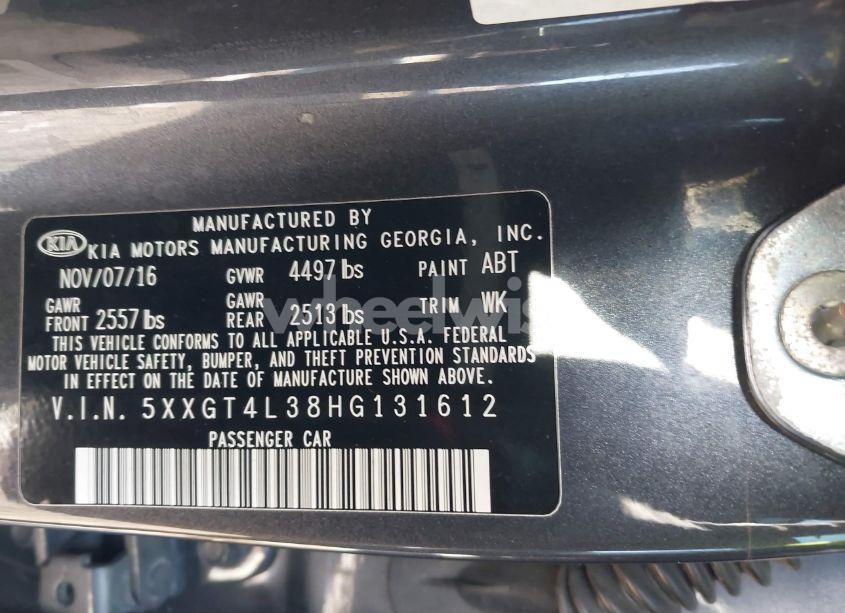 MANUFACTURED BY
KIA KIA MOTORS MANUFACTURING GEORGIA, INC.
NOV/07/16 GVWR 4497 lbs PAINT ABT
GAWR FRONT 2557 lbs GAWR REAR 2513 lbs TRIM WK
THIS VEHICLE CONFORMS TO ALL APPLICABLE U.S.A. FEDERAL
MOTOR VEHICLE SAFETY, BUMPER, AND THEFT PREVENTION STANDARDS
IN EFFECT ON THE DATE OF MANUFACTURE SHOWN ABOVE.
V.I.N. 5XXGT4L38HG131612
PASSENGER CAR